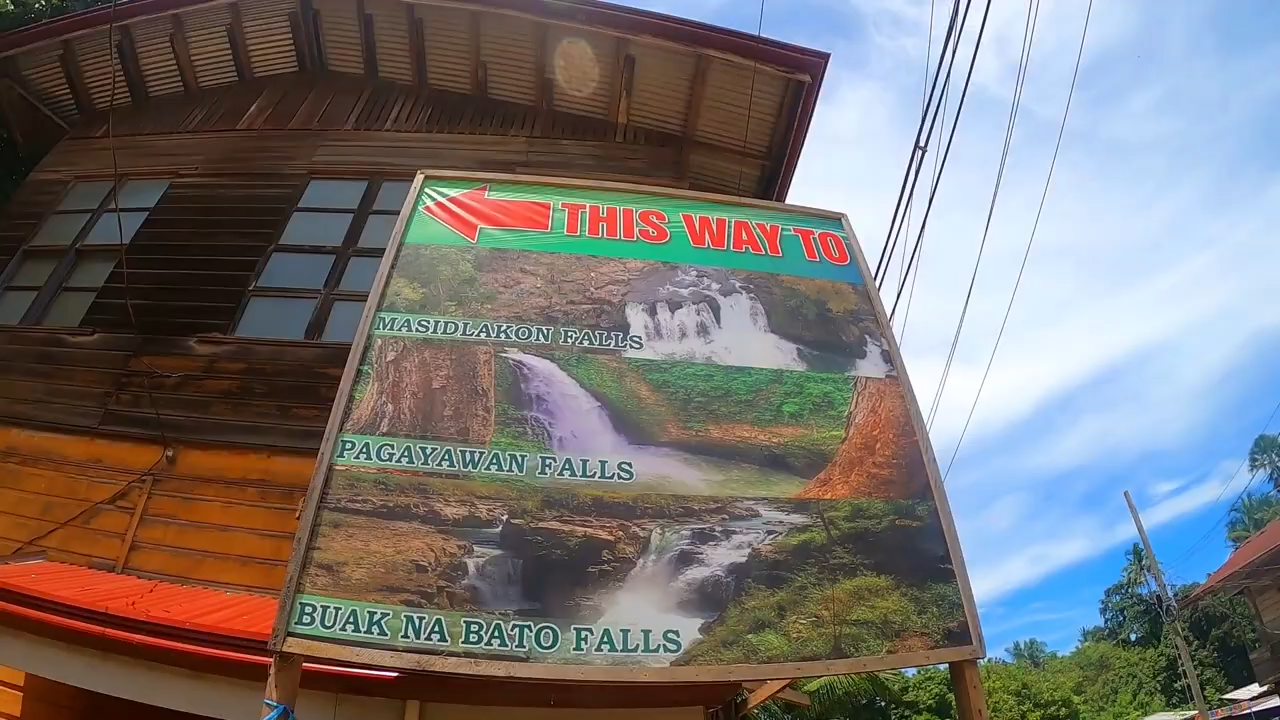 THIS WAY TO
MASIDLAKON FALLS
PAGAYAWAN FALLS
BUAK NA BATO FALLS